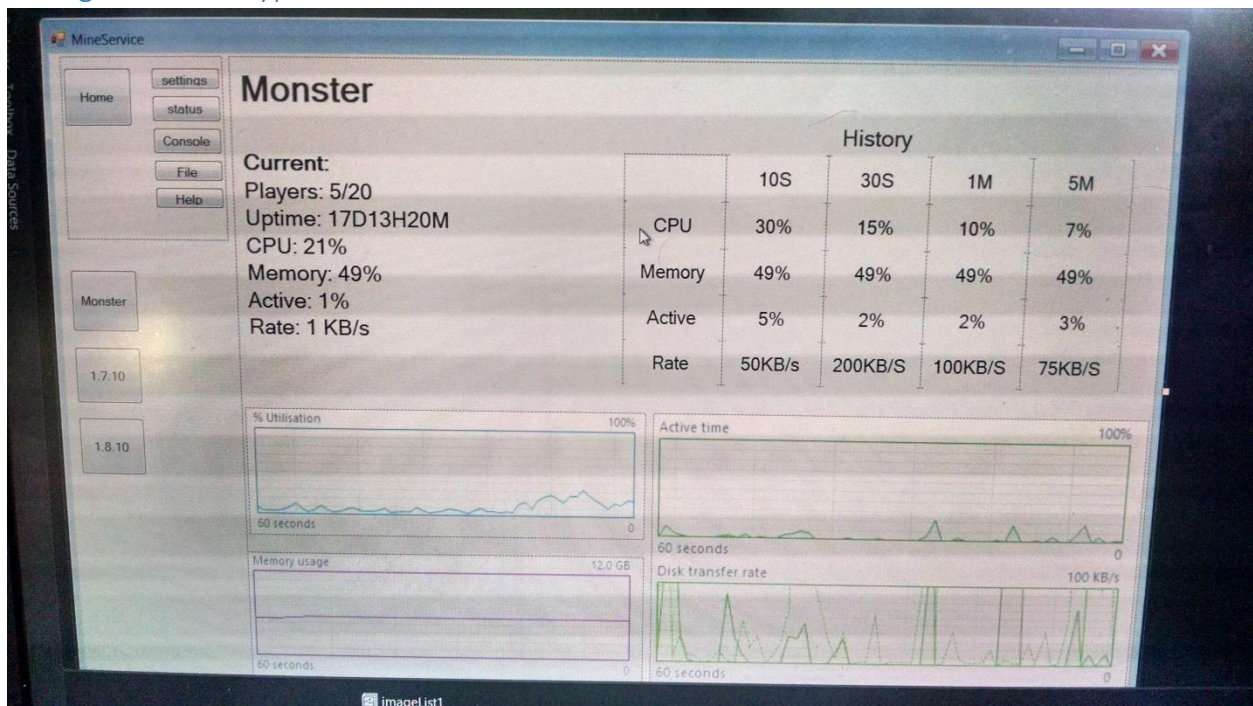 MineService
Home
settings
status
Console
File
Help
Monster
1.7.10
1.8.10
Toolbox
Data Sources
Monster
Current:
Players: 5/20
Uptime: 17D13H20M
CPU: 21%
Memory: 49%
Active: 1%
Rate: 1 KB/s
History
10S 30S 1M 5M
CPU 30% 15% 10% 7%
Memory 49% 49% 49% 49%
Active 5% 2% 2% 3%
Rate 50KB/s 200KB/S 100KB/S 75KB/S
% Utilisation 100%
60 seconds 0
Active time 100%
60 seconds 0
Memory usage 12.0 GB
60 seconds 0
Disk transfer rate 100 KB/s
60 seconds 0
imageList1